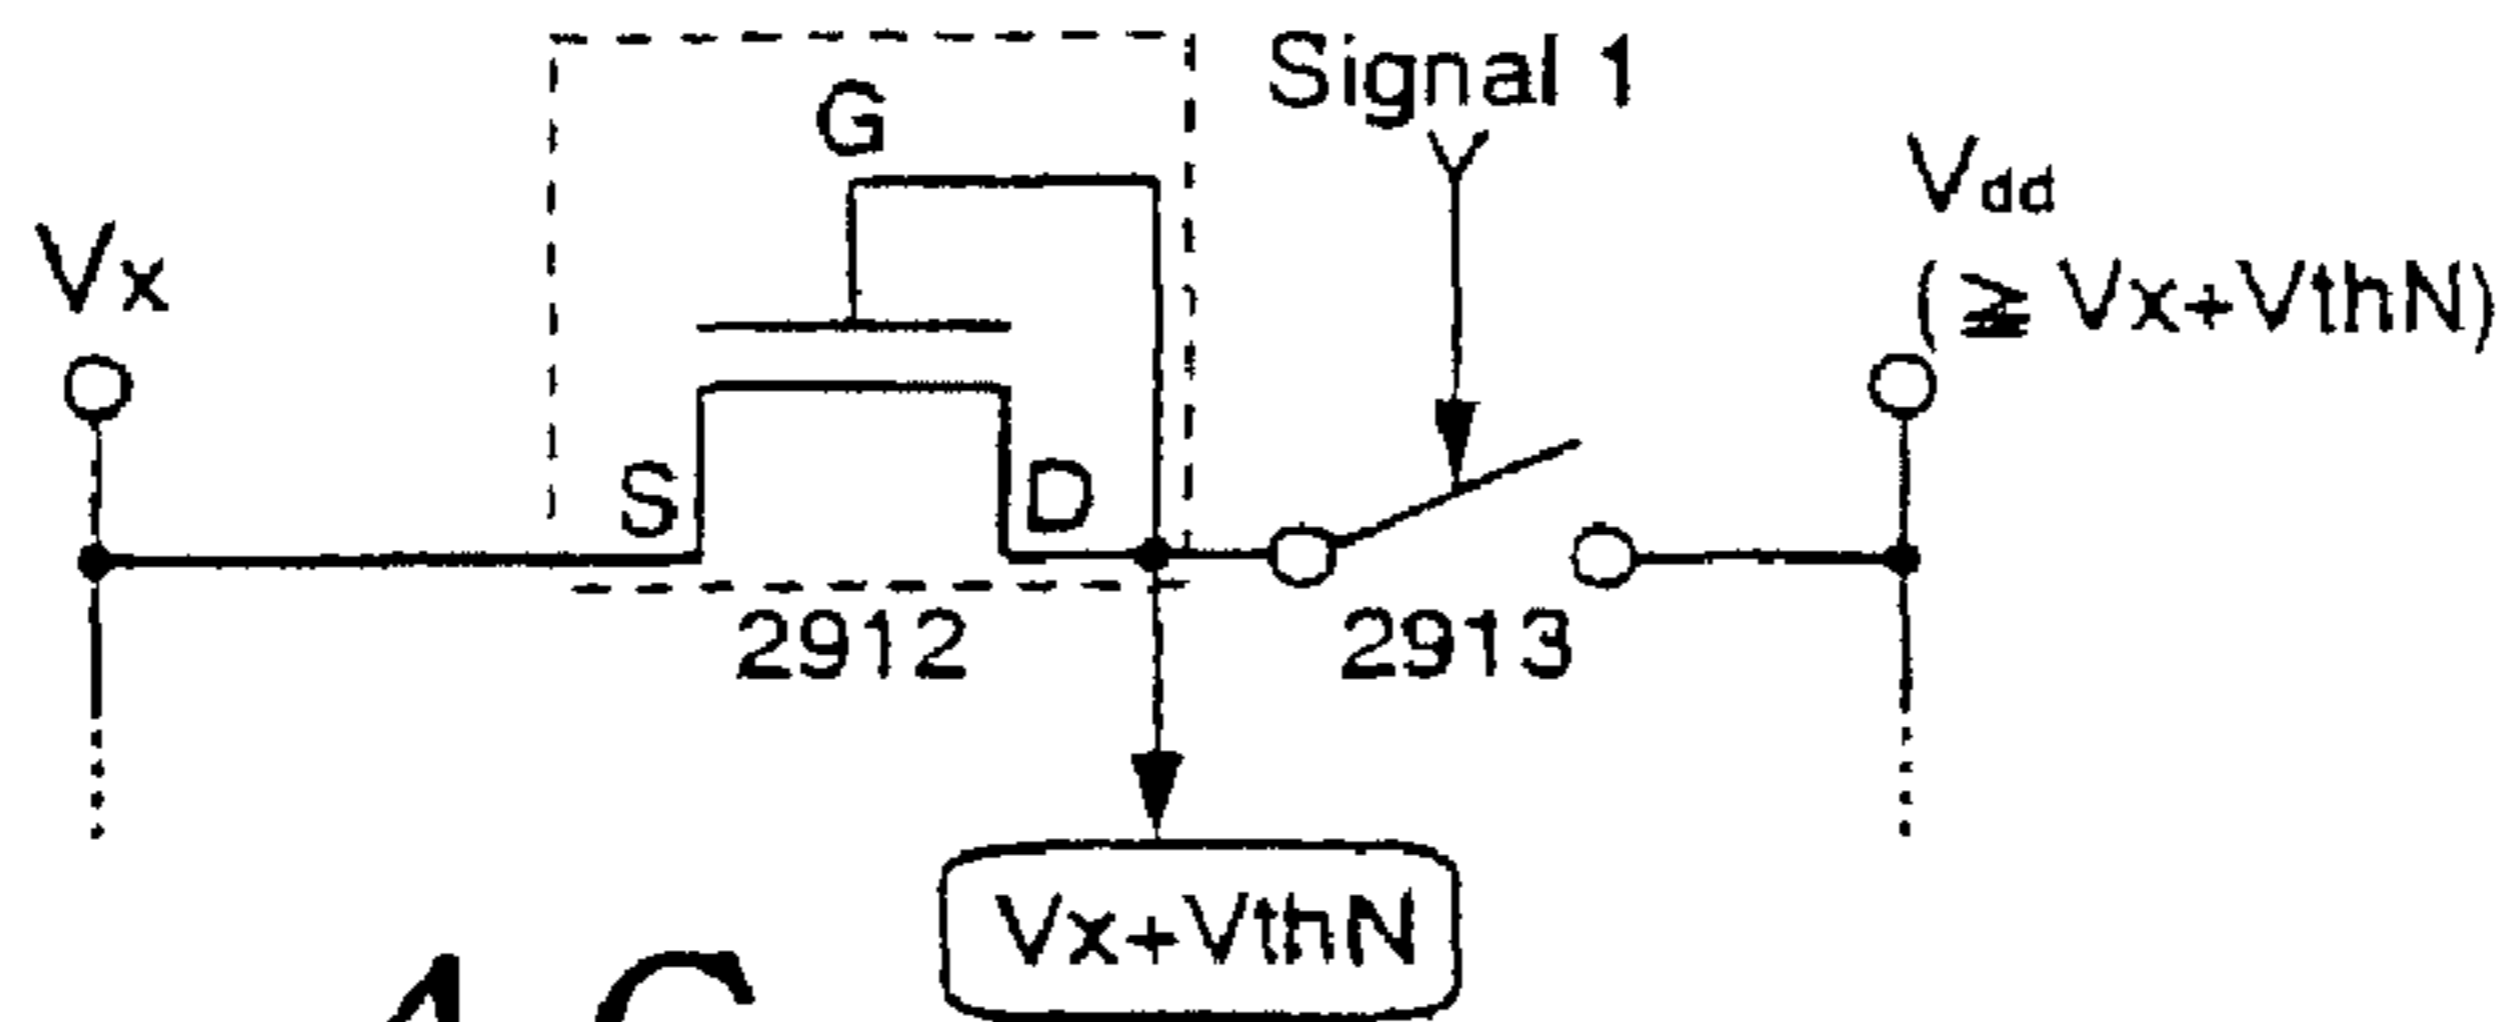 Signal 1
G
Vdd
Vx
( ≧ Vx+VthN)
S
D
2912
2913
Vx+VthN